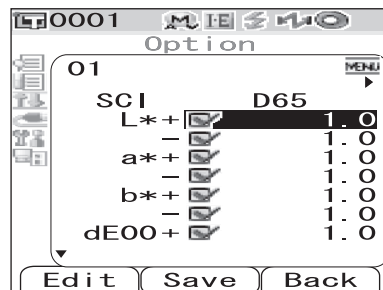 0001 M I·E
Option
01 MENU
SCI D65
L*+ 1.0
− 1.0
a*+ 1.0
− 1.0
b*+ 1.0
− 1.0
dE00+ 1.0
Edit Save Back